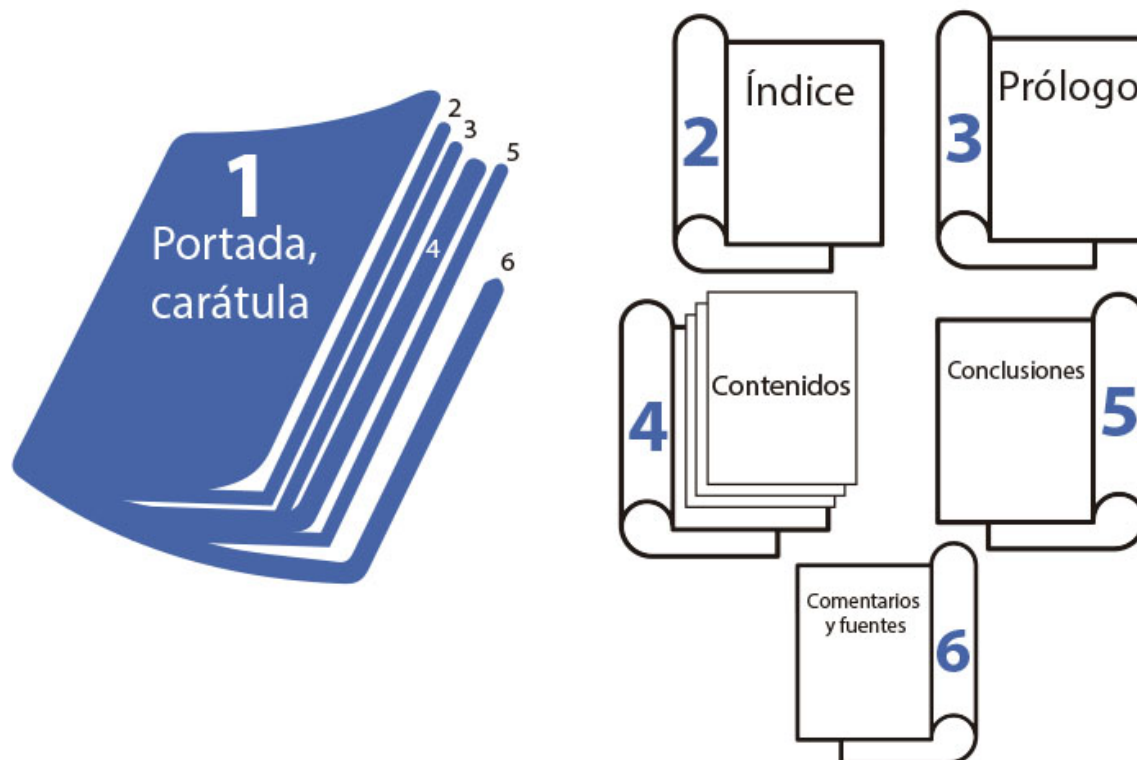 1
Portada,
carátula
2
3
4
5
6
2
Índice
3
Prólogo
4
Contenidos
Conclusiones
5
Comentarios
y fuentes
6